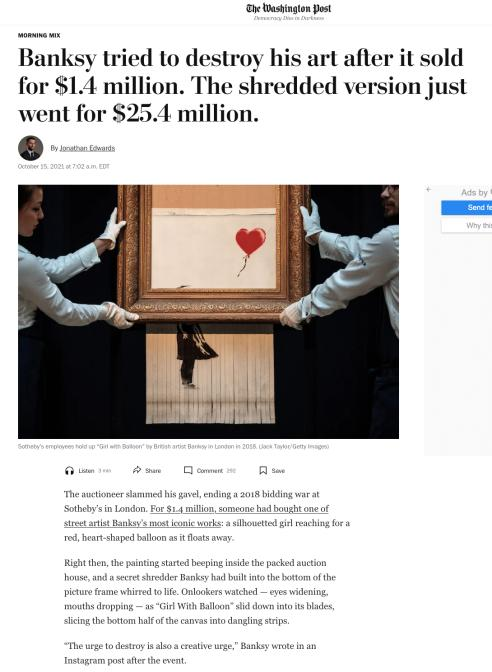 The Washington Post
Democracy Dies in Darkness
MORNING MIX
Banksy tried to destroy his art after it sold
for $1.4 million. The shredded version just
went for $25.4 million.
By Jonathan Edwards
October 15, 2021 at 7:02 a.m. EDT
Ads by
Send fe
Why thi
Sotheby's employees hold up "Girl with Balloon" by British artist Banksy in London in 2018. (Jack Taylor/Getty Images)
Listen 3 min Share Comment 292 Save
The auctioneer slammed his gavel, ending a 2018 bidding war at
Sotheby's in London. For $1.4 million, someone had bought one of
street artist Banksy's most iconic works: a silhouetted girl reaching for a
red, heart-shaped balloon as it floats away.
Right then, the painting started beeping inside the packed auction
house, and a secret shredder Banksy had built into the bottom of the
picture frame whirred to life. Onlookers watched — eyes widening,
mouths dropping — as "Girl With Balloon" slid down into its blades,
slicing the bottom half of the canvas into dangling strips.
"The urge to destroy is also a creative urge," Banksy wrote in an
Instagram post after the event.